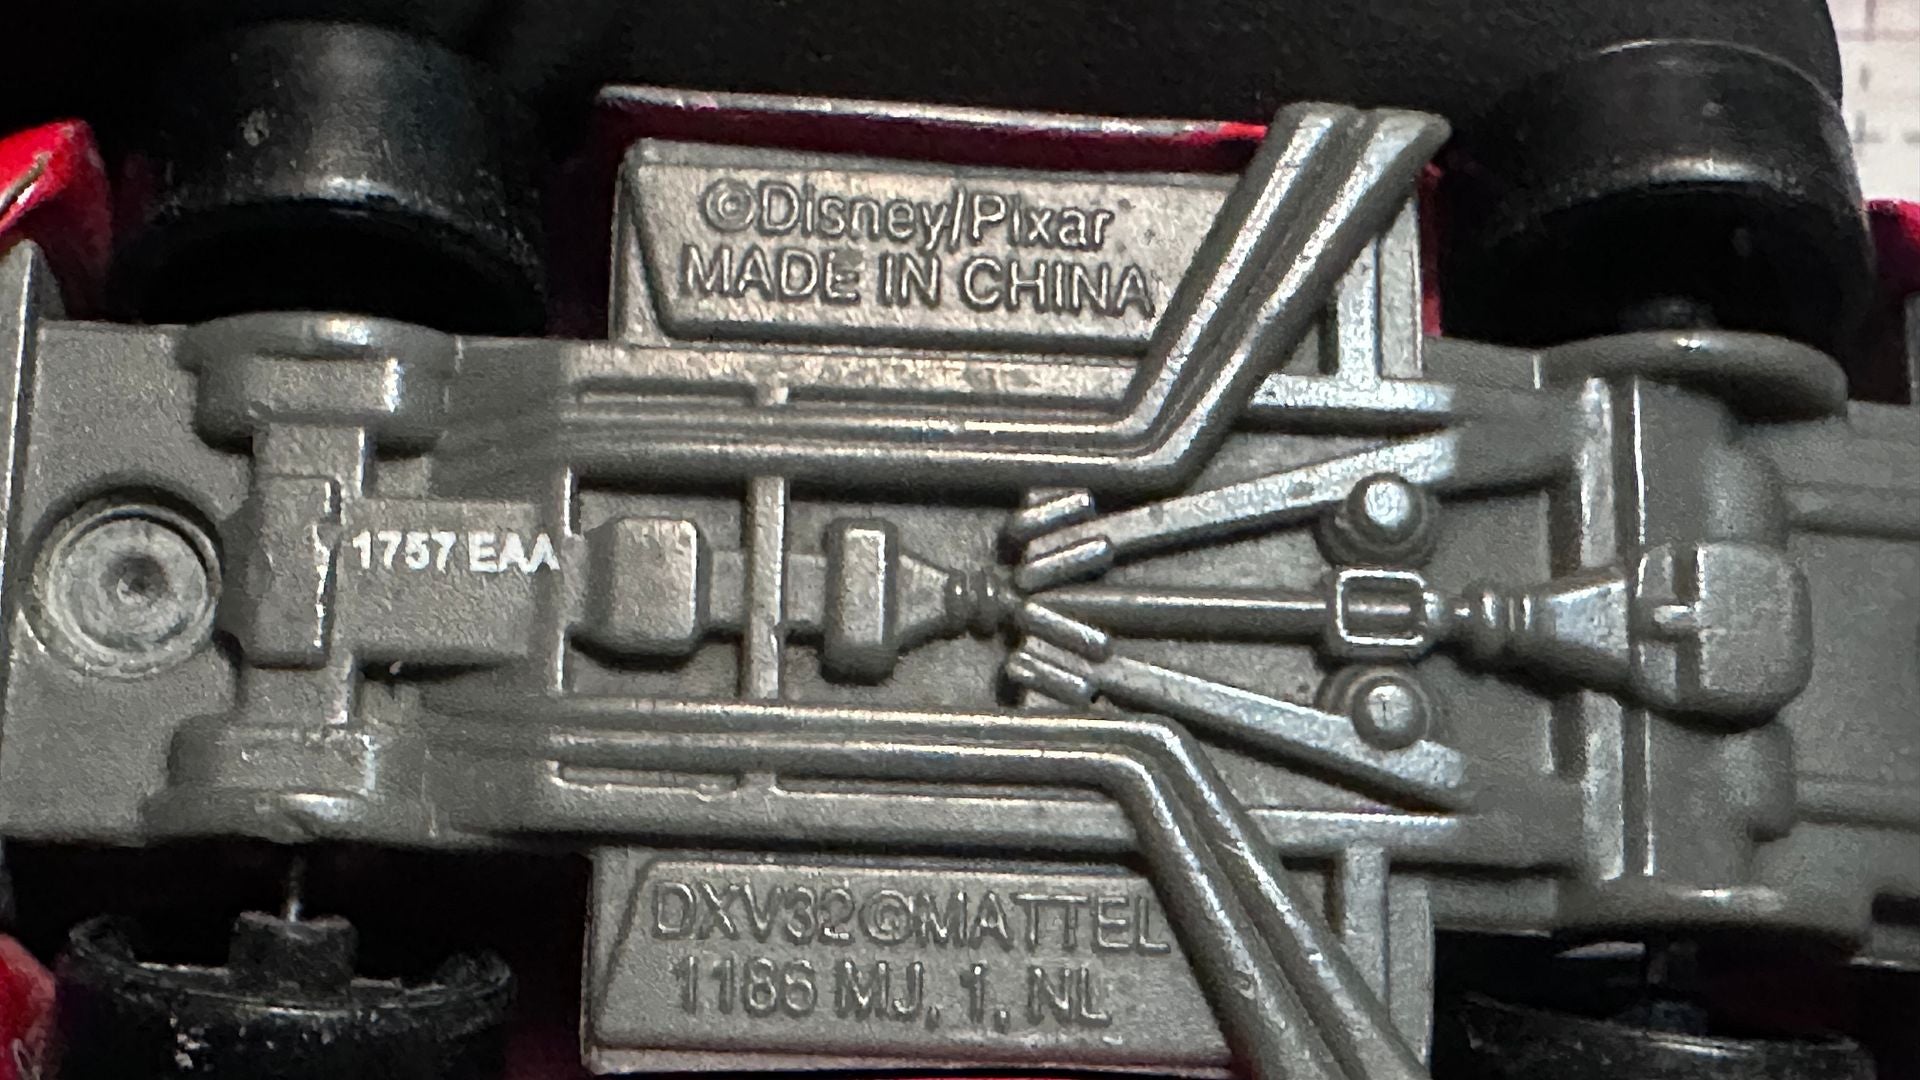 ©Disney/Pixar
MADE IN CHINA
1757 EAA
DXV32 ©MATTEL
1186 MJ, 1, NL